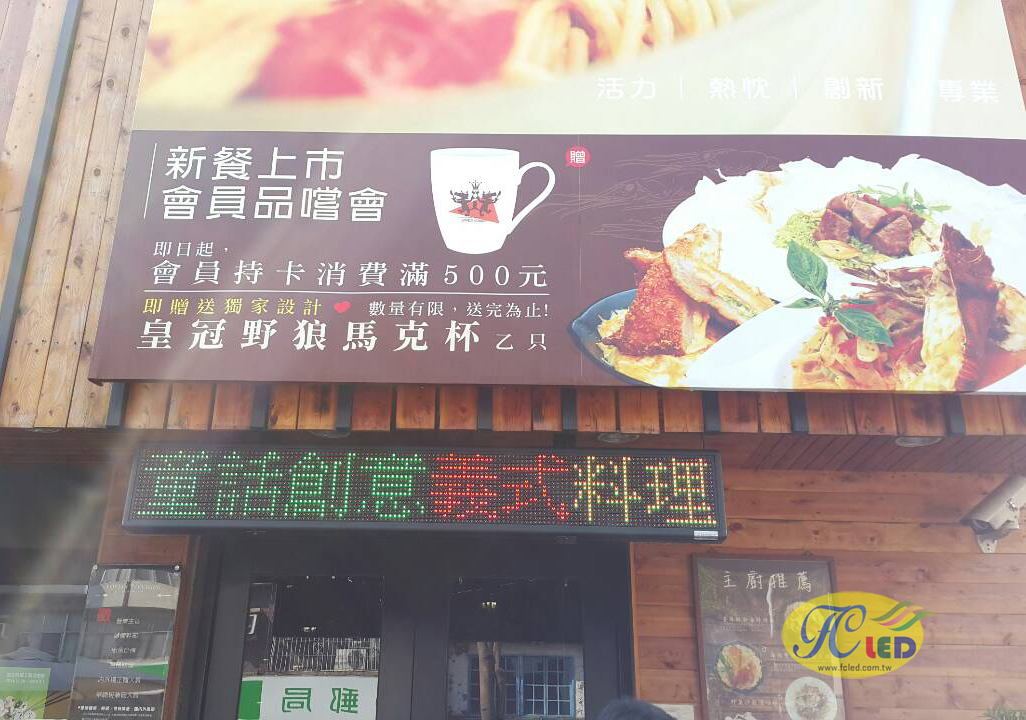 活力 | 熱忱 | 創新 | 專業
新餐上市
會員品嚐會
贈
即日起，
會員持卡消費滿500元
即贈送獨家設計❤ 數量有限，送完為止!
皇冠野狼馬克杯乙只
童話創意義式料理
主廚推薦
FC LED
www.fcled.com.tw
郵局